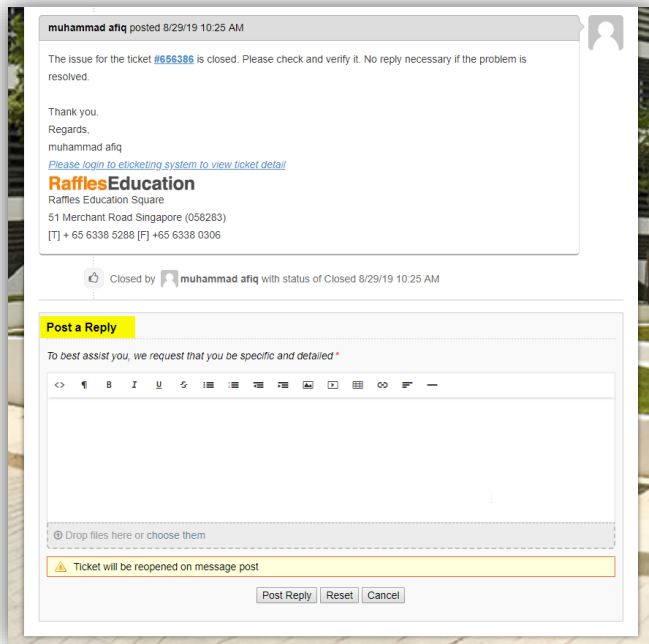 muhammad afiq posted 8/29/19 10:25 AM
The issue for the ticket #656386 is closed. Please check and verify it. No reply necessary if the problem is
resolved.
Thank you.
Regards,
muhammad afiq
Please login to eticketing system to view ticket detail
RafflesEducation
Raffles Education Square
51 Merchant Road Singapore (058283)
[T] + 65 6338 5288 [F] +65 6338 0306
Closed by muhammad afiq with status of Closed 8/29/19 10:25 AM
Post a Reply
To best assist you, we request that you be specific and detailed *
<> ¶ B I U S
Drop files here or choose them
Ticket will be reopened on message post
Post Reply Reset Cancel